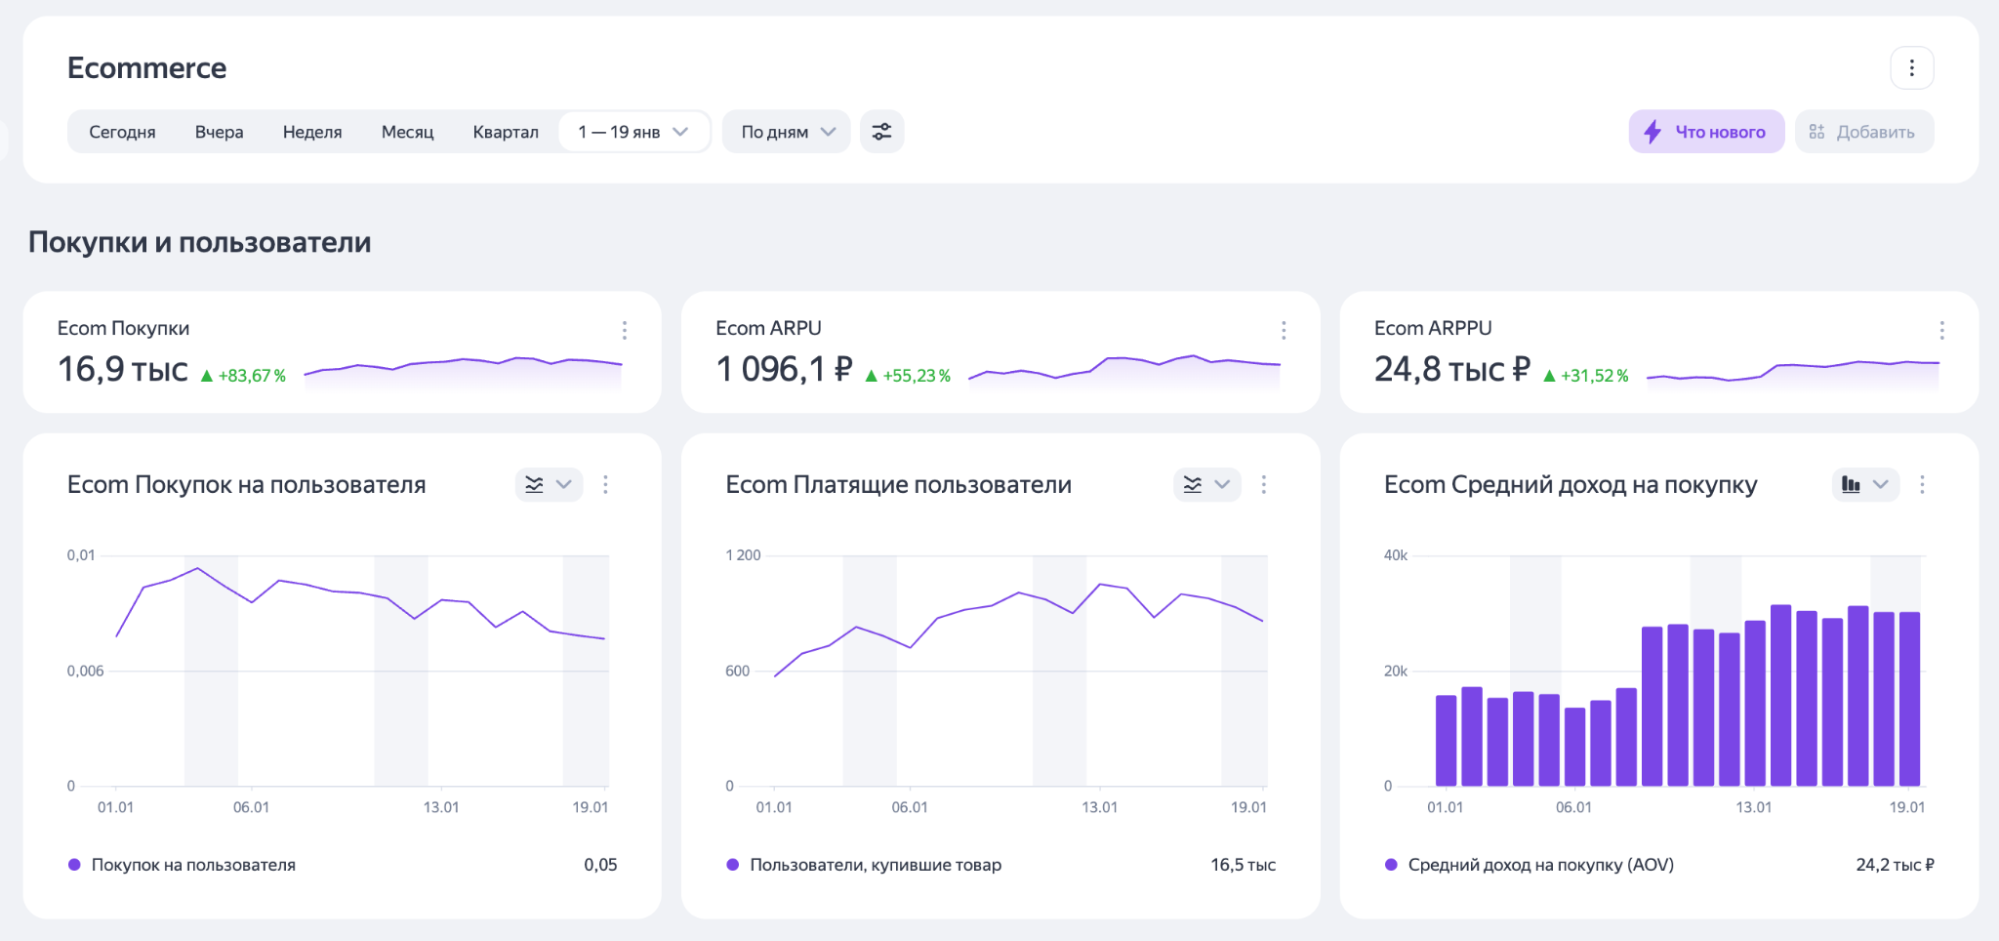 Ecommerce
Сегодня Вчера Неделя Месяц Квартал 1 — 19 янв По дням Что нового Добавить
Покупки и пользователи
Ecom Покупки
16,9 тыс +83,67 %
Ecom ARPU
1 096,1 ₽ +55,23 %
Ecom ARPPU
24,8 тыс ₽ +31,52 %
Ecom Покупок на пользователя
0,01
0,006
0
01.01 06.01 13.01 19.01
Покупок на пользователя 0,05
Ecom Платящие пользователи
1 200
600
0
01.01 06.01 13.01 19.01
Пользователи, купившие товар 16,5 тыс
Ecom Средний доход на покупку
40k
20k
0
01.01 06.01 13.01 19.01
Средний доход на покупку (AOV) 24,2 тыс ₽